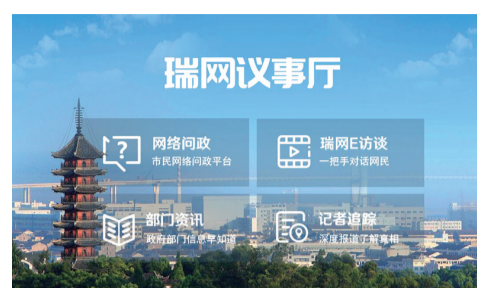 瑞网议事厅
网络问政
市民网络问政平台
瑞网E访谈
一把手对话网民
部门资讯
政府部门信息早知道
记者追踪
深度报道了解真相